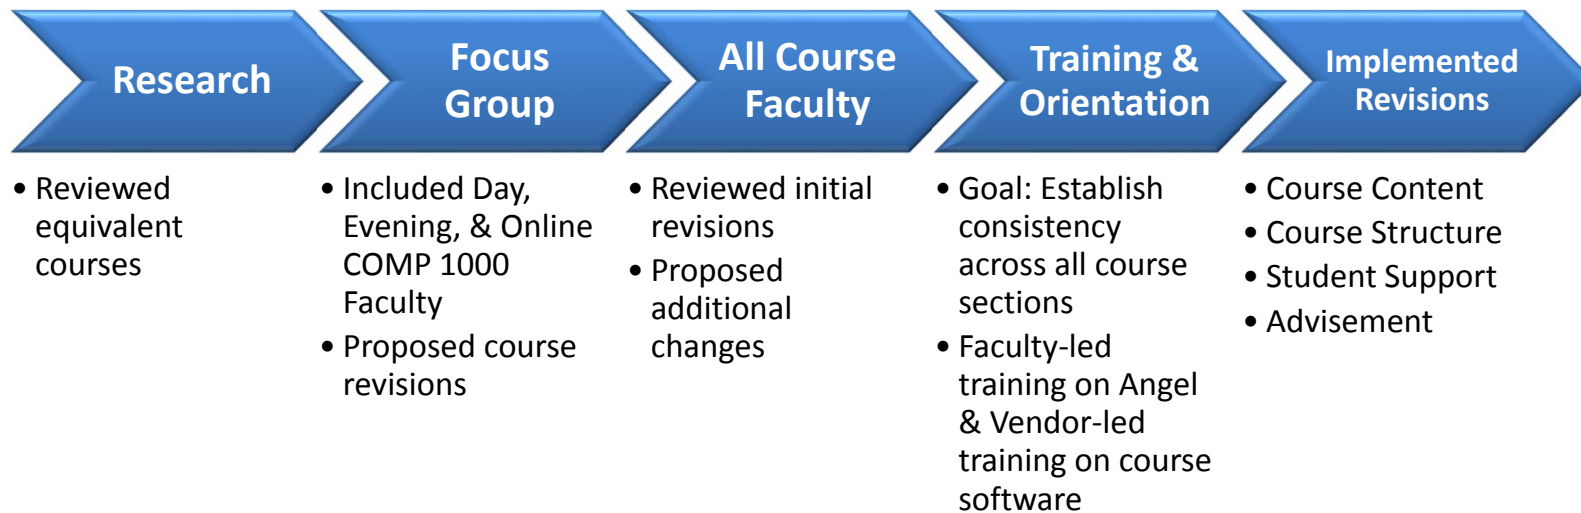 Research
• Reviewed
equivalent
courses
Focus
Group
• Included Day,
Evening, & Online
COMP 1000
Faculty
• Proposed course
revisions
All Course
Faculty
• Reviewed initial
revisions
• Proposed
additional
changes
Training &
Orientation
• Goal: Establish
consistency
across all course
sections
• Faculty-led
training on Angel
& Vendor-led
training on course
software
Implemented
Revisions
• Course Content
• Course Structure
• Student Support
• Advisement